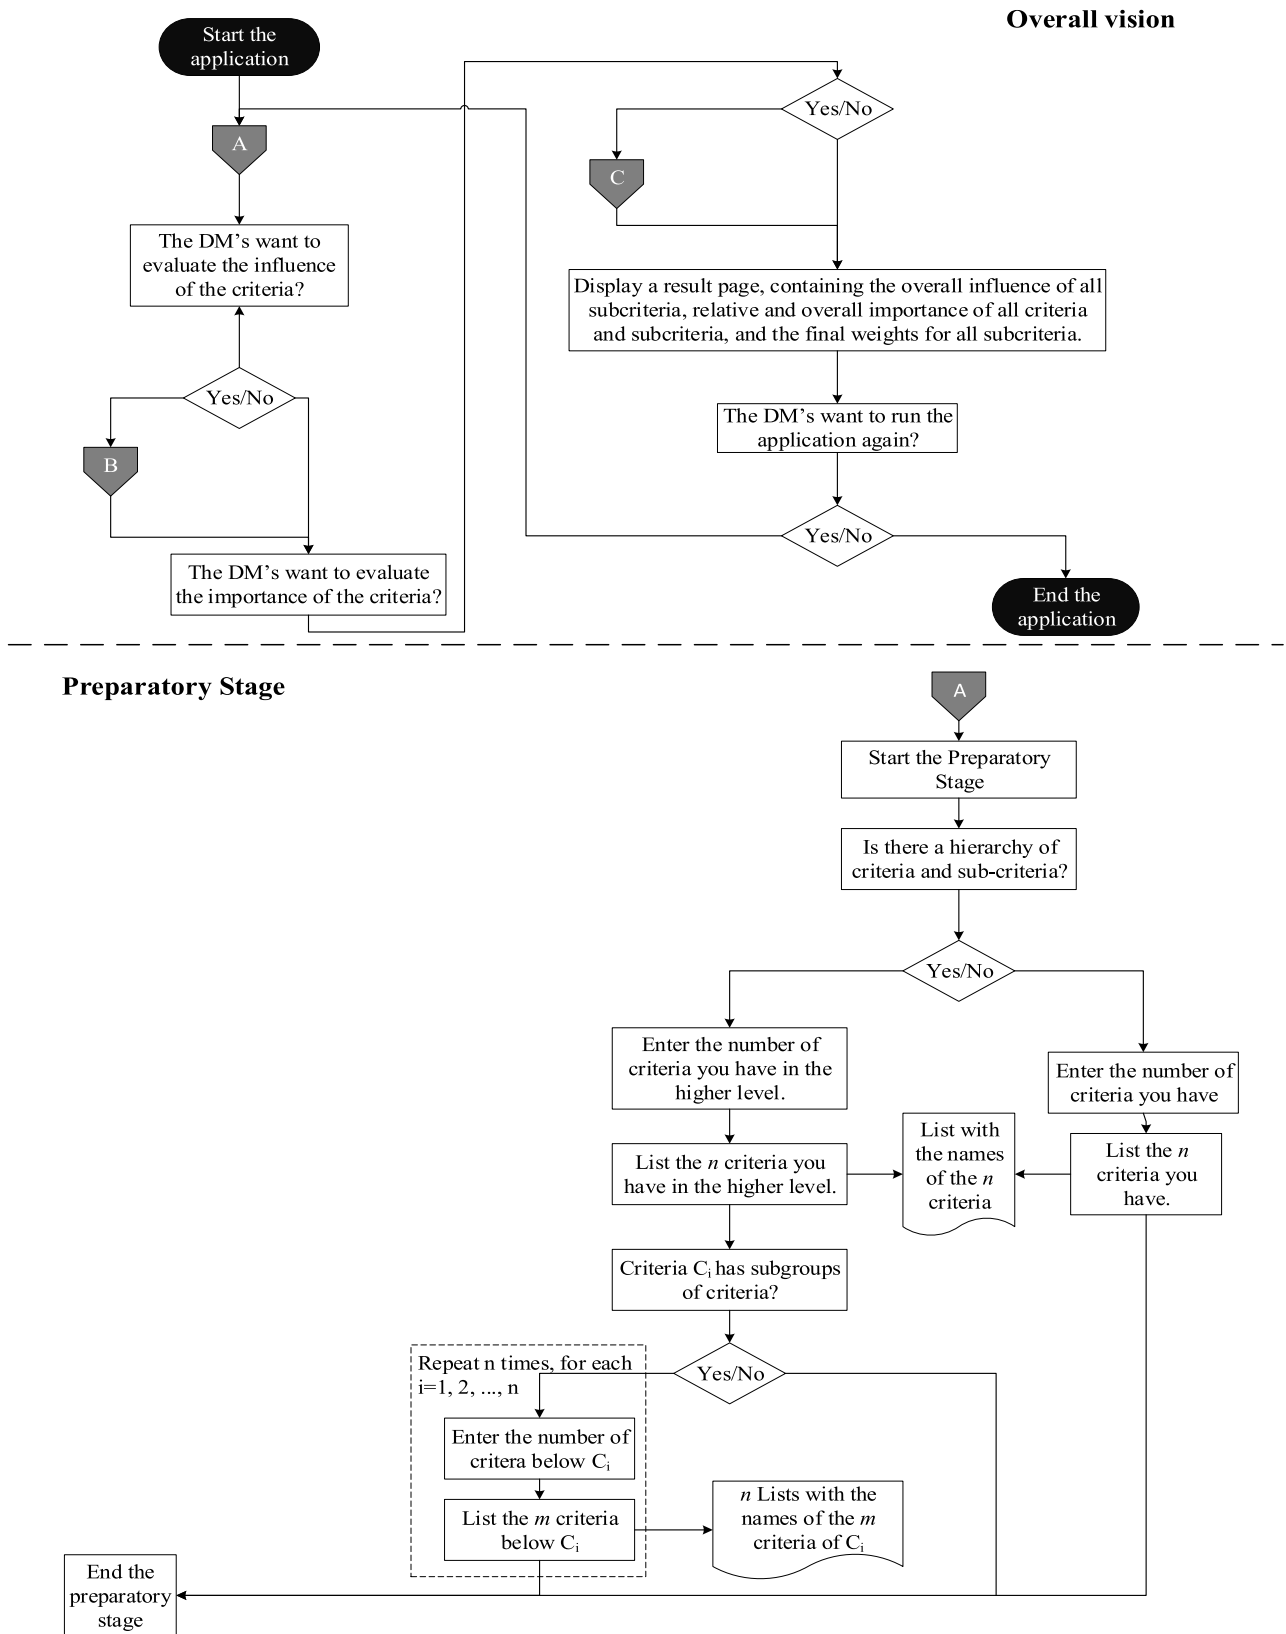 Overall vision
Start the
application
A
The DM's want to
evaluate the influence
of the criteria?
Yes/No
B
The DM's want to evaluate
the importance of the criteria?
Yes/No
C
Display a result page, containing the overall influence of all
subcriteria, relative and overall importance of all criteria
and subcriteria, and the final weights for all subcriteria.
The DM's want to run the
application again?
Yes/No
End the
application
Preparatory Stage
A
Start the Preparatory
Stage
Is there a hierarchy of
criteria and sub-criteria?
Yes/No
Enter the number of
criteria you have in the
higher level.
Enter the number of
criteria you have
List the n criteria you
have in the higher level.
List with
the names
of the n
criteria
List the n
criteria you
have.
Criteria Ci has subgroups
of criteria?
Yes/No
Repeat n times, for each
i=1, 2, ..., n
Enter the number of
critera below Ci
List the m criteria
below Ci
n Lists with the
names of the m
criteria of Ci
End the
preparatory
stage